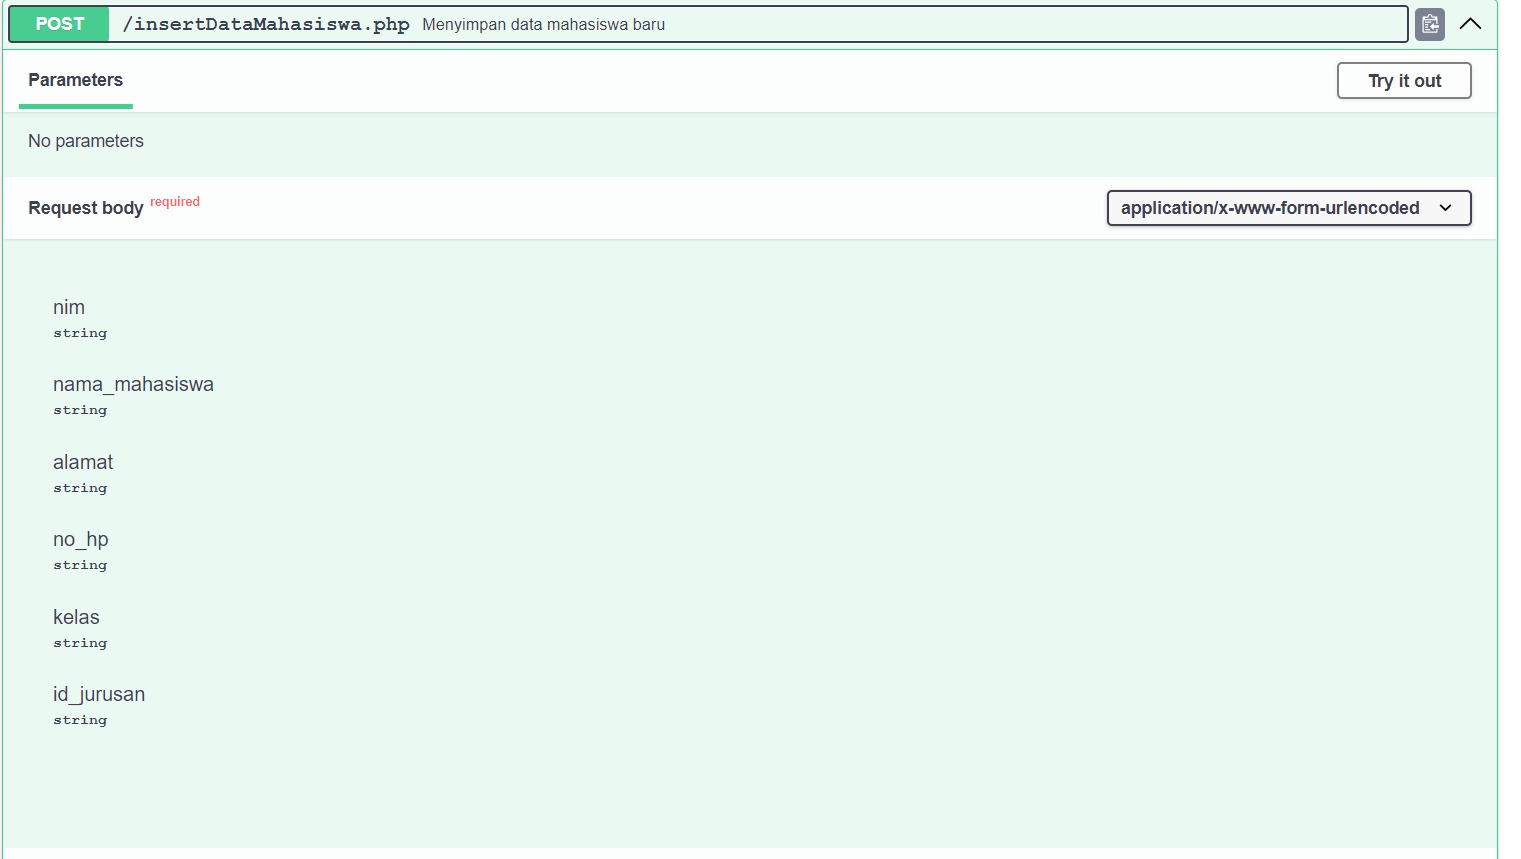 POST /insertDataMahasiswa.php Menyimpan data mahasiswa baru
Parameters
Try it out
No parameters
Request body required
application/x-www-form-urlencoded
nim
string
nama_mahasiswa
string
alamat
string
no_hp
string
kelas
string
id_jurusan
string